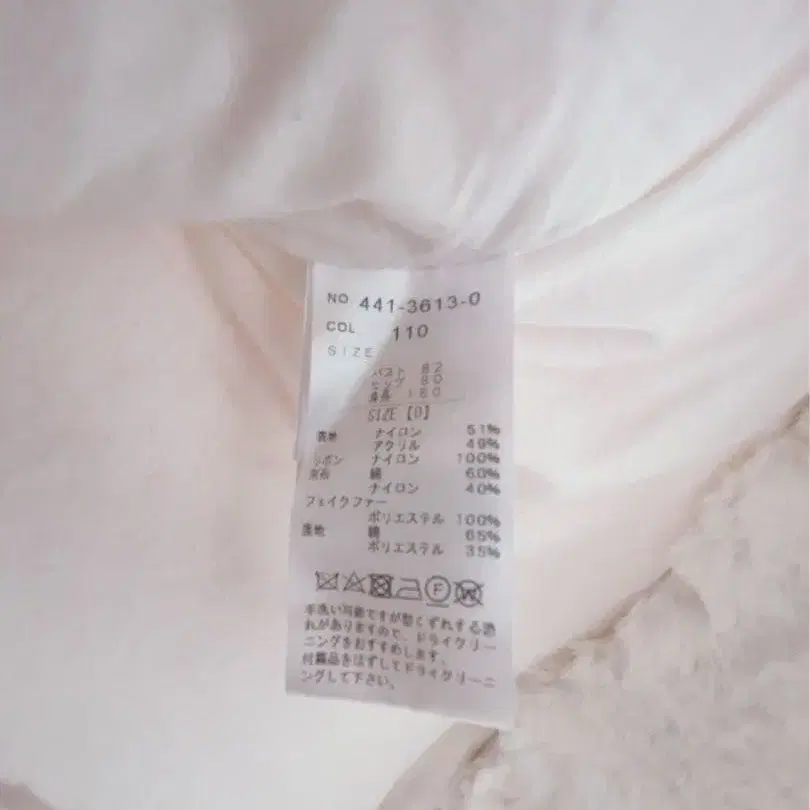 NO. 441-3613-0
COL 110
SIZE
バスト 82
ヒップ 80
身長 160
SIZE [0]
表地 ナイロン 51%
アクリル 49%
リボン ナイロン 100%
綿 60%
ナイロン 40%
フェイクファー
ポリエステル 100%
裏地 綿 65%
ポリエステル 35%
F
W
手洗い可能ですが型くずれする恐
れがありますので、ドライクリー
ニングをおすすめします。
付属品をはずしてドライクリーニ
ングして下さい。